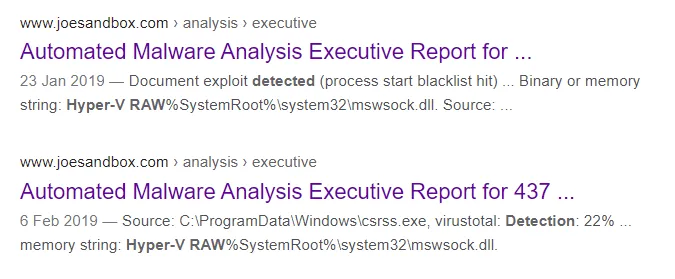 www.joesandbox.com › analysis › executive
Automated Malware Analysis Executive Report for ...
23 Jan 2019 — Document exploit detected (process start blacklist hit) ... Binary or memory
string: Hyper-V RAW%SystemRoot%\system32\mswsock.dll. Source: ...
www.joesandbox.com › analysis › executive
Automated Malware Analysis Executive Report for 437 ...
6 Feb 2019 — Source: C:\ProgramData\Windows\csrss.exe, virustotal: Detection: 22% ...
memory string: Hyper-V RAW%SystemRoot%\system32\mswsock.dll.